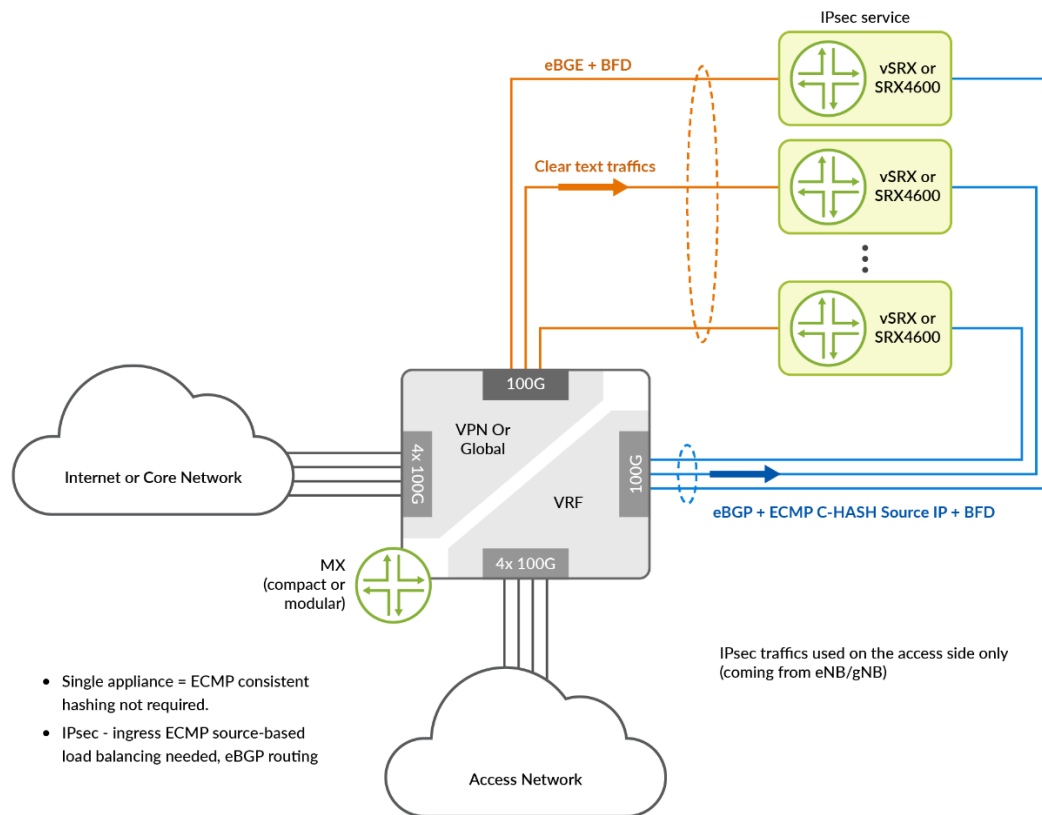 IPsec service
eBGE + BFD
vSRX or
SRX4600
Clear text traffics
vSRX or
SRX4600
vSRX or
SRX4600
100G
VPN Or
Global
4x 100G
Internet or Core Network
100G
VRF
eBGP + ECMP C-HASH Source IP + BFD
MX
(compact or
modular)
4x 100G
IPsec traffics used on the access side only
(coming from eNB/gNB)
• Single appliance = ECMP consistent
hashing not required.
• IPsec - ingress ECMP source-based
load balancing needed, eBGP routing
Access Network